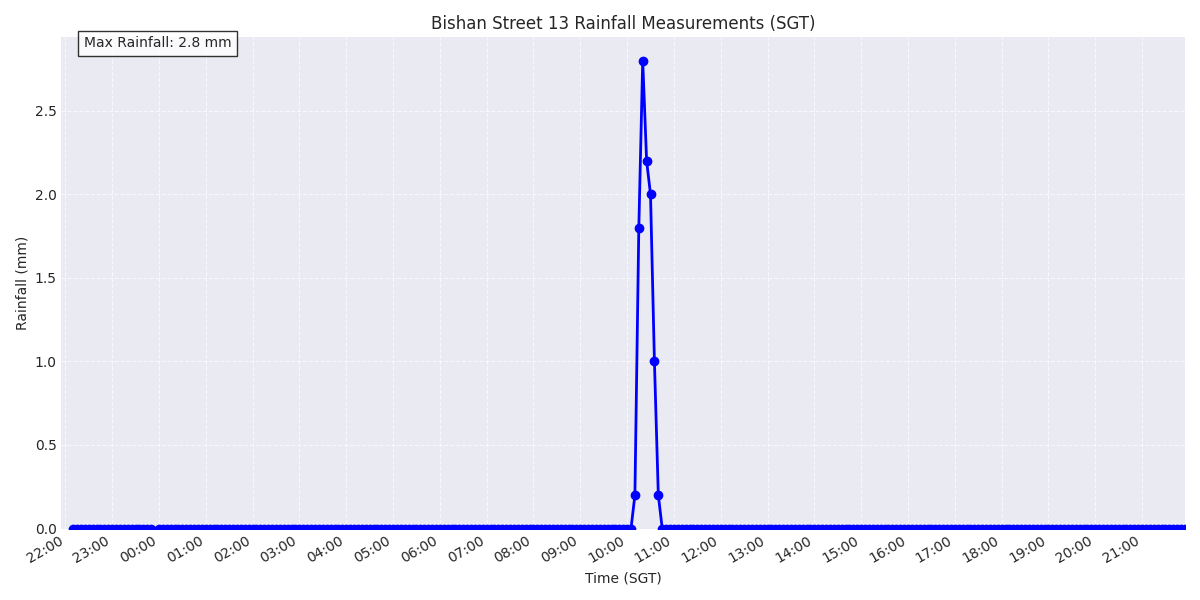 Bishan Street 13 Rainfall Measurements (SGT)
Max Rainfall: 2.8 mm
Rainfall (mm)
2.5
2.0
1.5
1.0
0.5
0.0
22:00 23:00 00:00 01:00 02:00 03:00 04:00 05:00 06:00 07:00 08:00 09:00 10:00 11:00 12:00 13:00 14:00 15:00 16:00 17:00 18:00 19:00 20:00 21:00
Time (SGT)